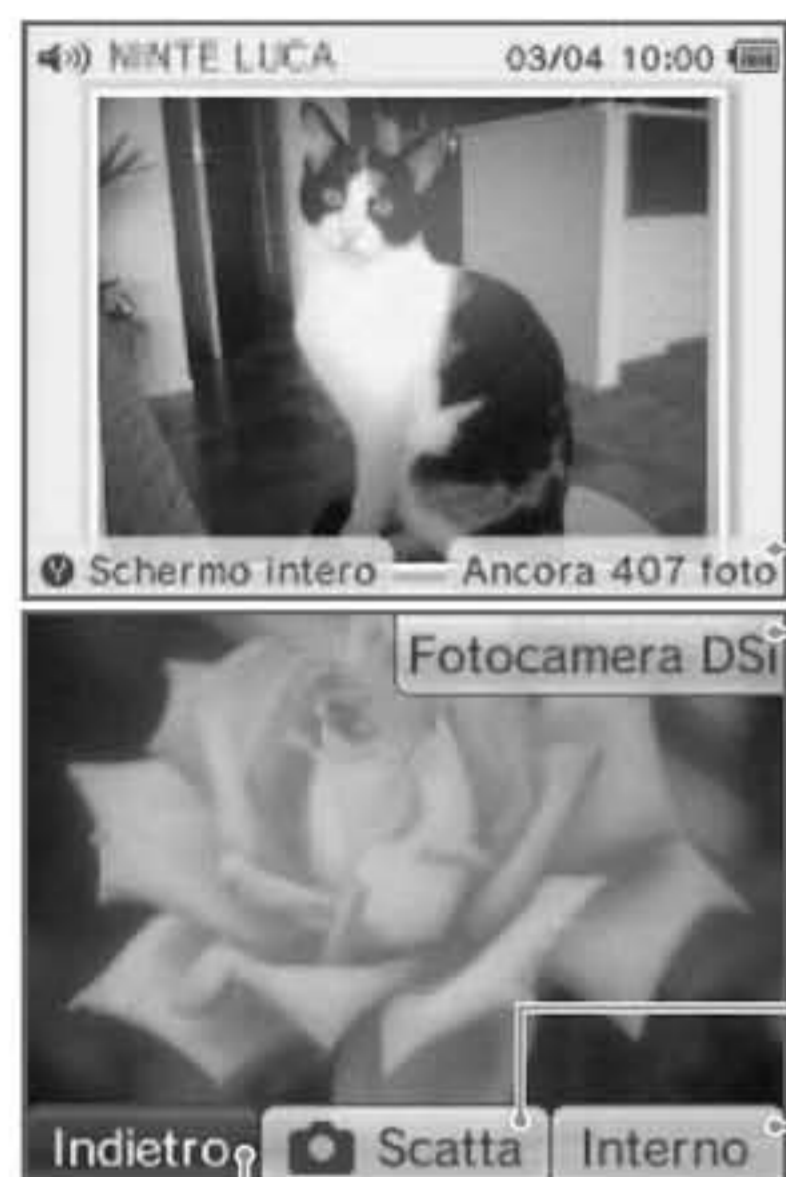 NINTE LUCA 03/04 10:00
Y Schermo intero Ancora 407 foto
Fotocamera DSi
Indietro Scatta Interno